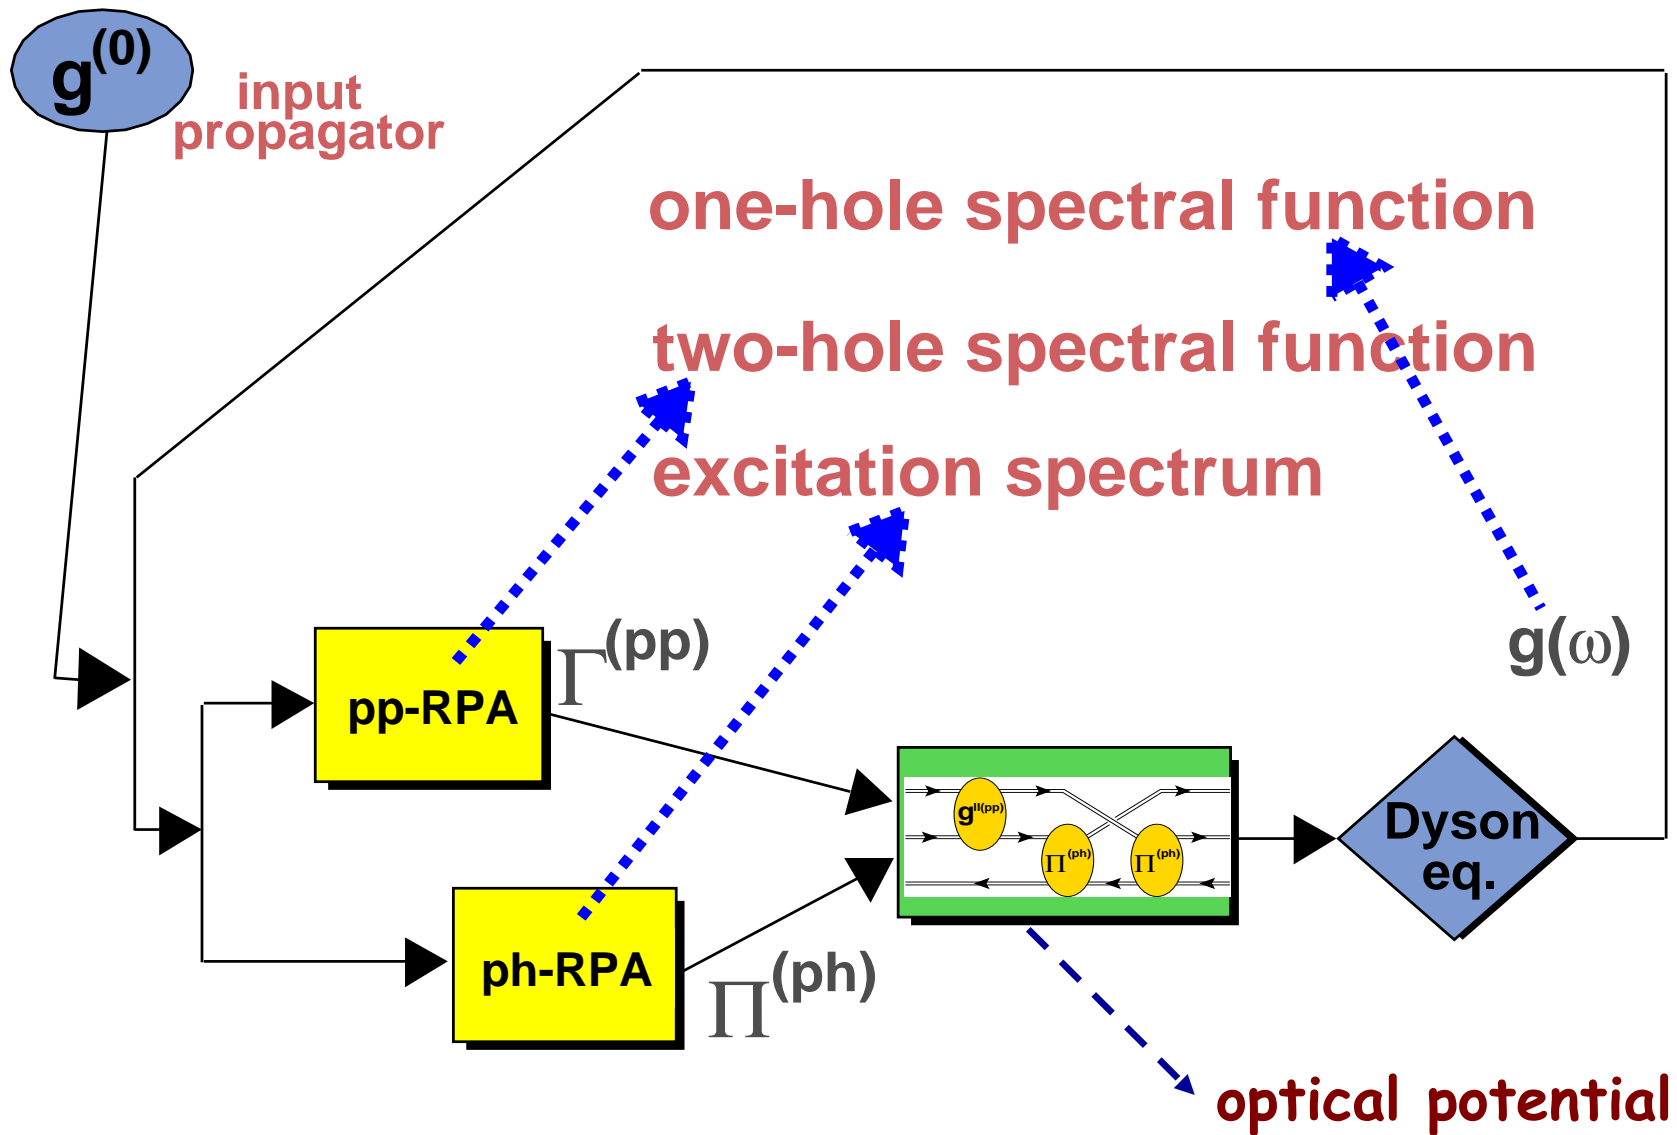 g(0)
input
propagator
one-hole spectral function
two-hole spectral function
excitation spectrum
g(ω)
Γ(pp)
pp-RPA
gII(pp)
Π(ph)
Π(ph)
Dyson
eq.
ph-RPA
Π(ph)
optical potential